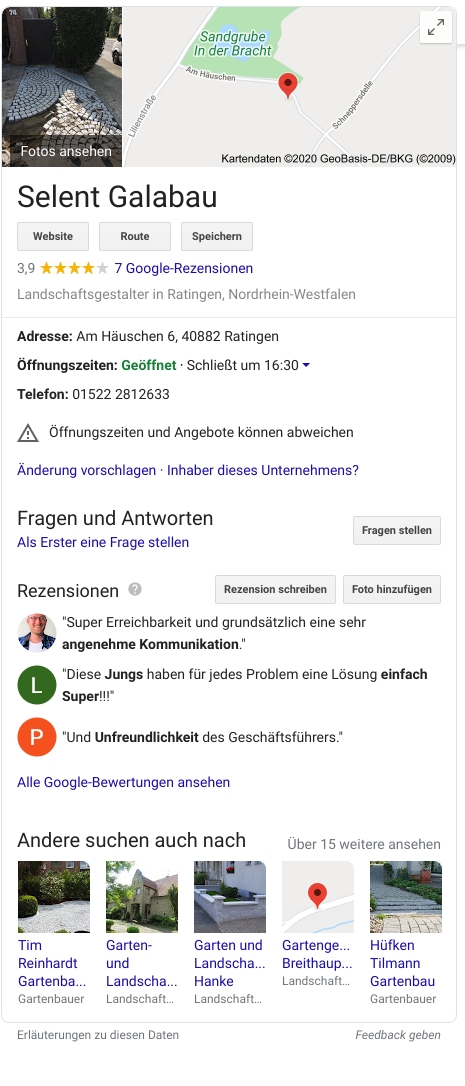 Sandgrube
In der Bracht
Am Häuschen
Lilienstraße
Schneppersdelle
Fotos ansehen
Kartendaten ©2020 GeoBasis-DE/BKG (©2009)
Selent Galabau
Website Route Speichern
3,9 7 Google-Rezensionen
Landschaftsgestalter in Ratingen, Nordrhein-Westfalen
Adresse: Am Häuschen 6, 40882 Ratingen
Öffnungszeiten: Geöffnet · Schließt um 16:30
Telefon: 01522 2812633
Öffnungszeiten und Angebote können abweichen
Änderung vorschlagen · Inhaber dieses Unternehmens?
Fragen und Antworten
Fragen stellen
Als Erster eine Frage stellen
Rezensionen ? Rezension schreiben Foto hinzufügen
"Super Erreichbarkeit und grundsätzlich eine sehr
angenehme Kommunikation."
L "Diese Jungs haben für jedes Problem eine Lösung einfach
Super!!!"
P "Und Unfreundlichkeit des Geschäftsführers."
Alle Google-Bewertungen ansehen
Andere suchen auch nach Über 15 weitere ansehen
Tim
Reinhardt
Gartenba...
Gartenbauer
Garten-
und
Landscha...
Landschaft...
Garten und
Landscha...
Hanke
Landschaft...
Gartenge...
Breithaup...
Landschaft...
Hüfken
Tilmann
Gartenbau
Gartenbauer
Erläuterungen zu diesen Daten Feedback geben